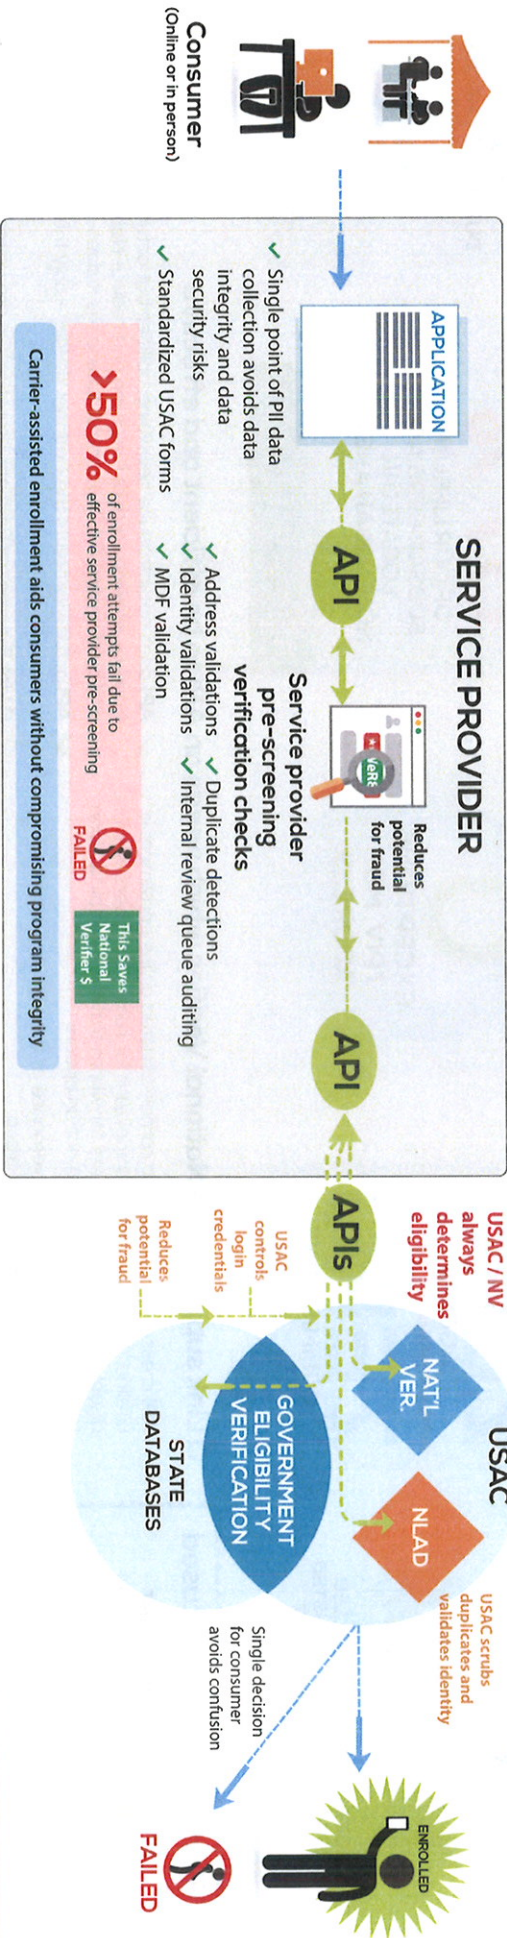 Consumer
(Online or in person)
SERVICE PROVIDER
APPLICATION
API
Reduces
potential
for fraud
API
✓ Single point of PII data
collection avoids data
integrity and data
security risks
✓ Standardized USAC forms
Service provider
pre-screening
verification checks
✓ Address validations
✓ Identity validations
✓ MDF validation
✓ Duplicate detections
✓ Internal review queue auditing
>50%
of enrollment attempts fail due to
effective service provider pre-screening
FAILED
This Saves
National
Verifier $
Carrier-assisted enrollment aids consumers without compromising program integrity
USAC / NV
always
determines
eligibility
APIs
USAC
controls
login
credentials
Reduces
potential
for fraud
USAC
NAT'L
VER.
NLAD
USAC scrubs
duplicates and
validates identity
GOVERNMENT
ELIGIBILITY
VERIFICATION
STATE
DATABASES
Single decision
for consumer
avoids confusion
ENROLLED
FAILED